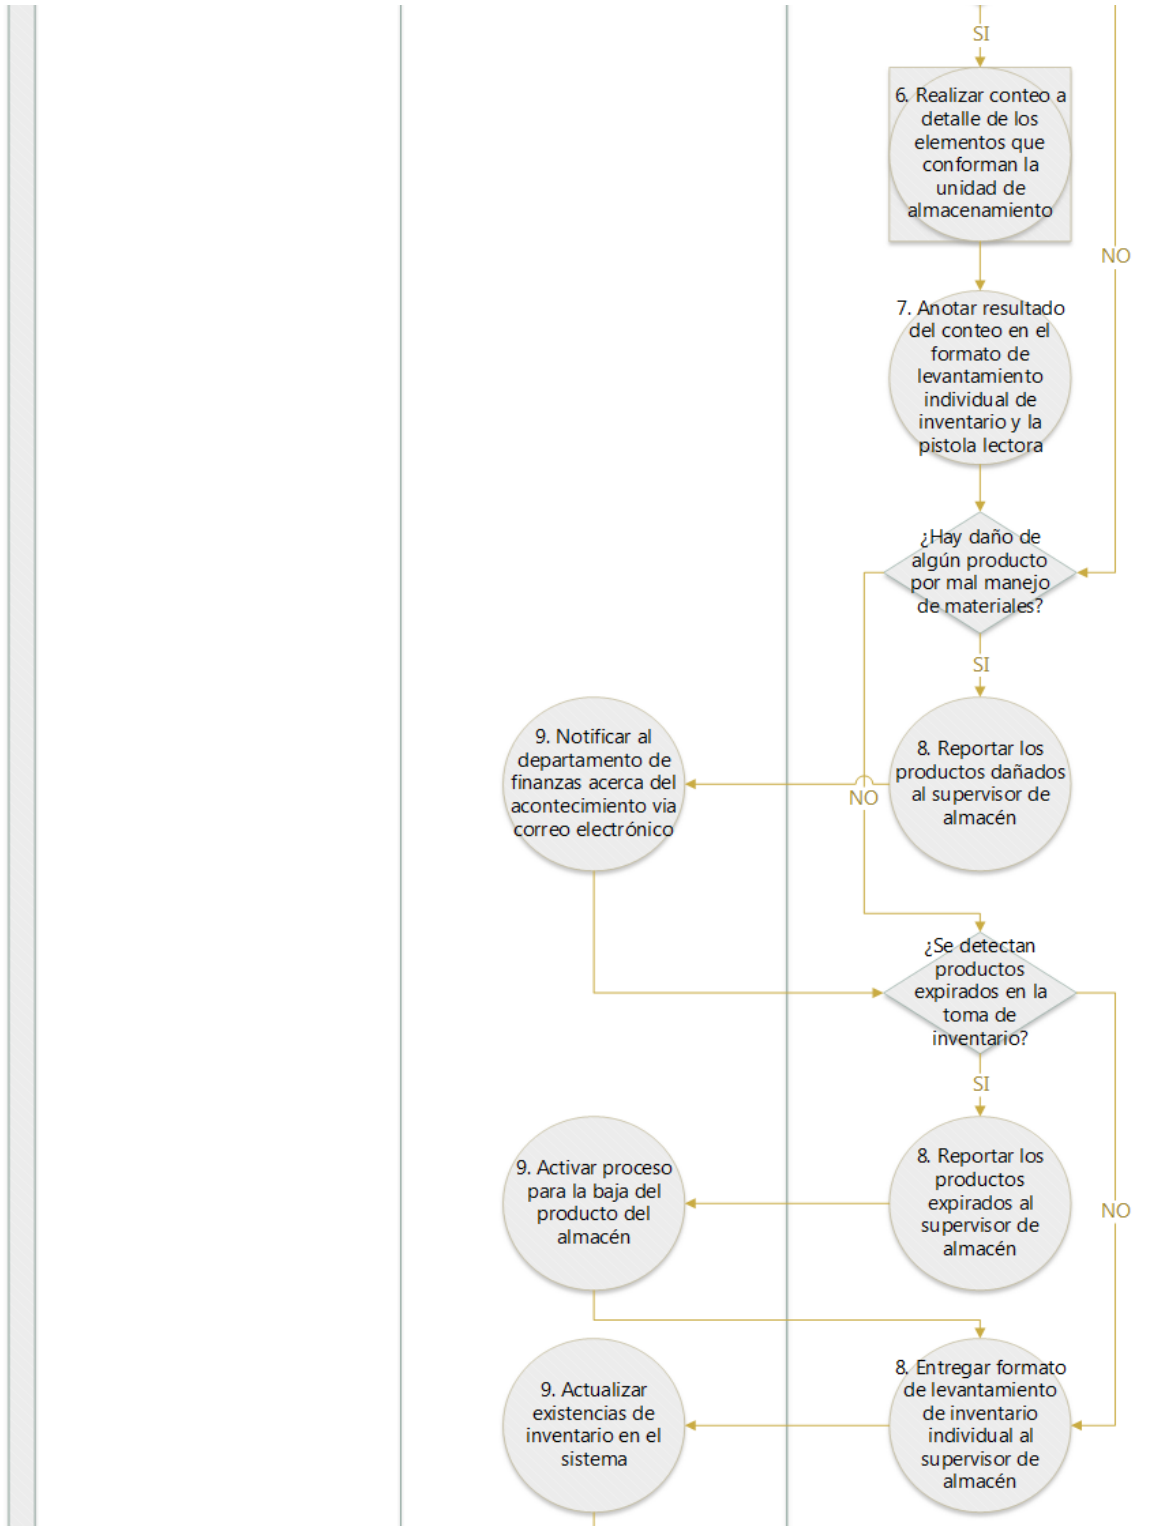 SI
6. Realizar conteo a
detalle de los
elementos que
conforman la
unidad de
almacenamiento
NO
7. Anotar resultado
del conteo en el
formato de
levantamiento
individual de
inventario y la
pistola lectora
¿Hay daño de
algún producto
por mal manejo
de materiales?
SI
9. Notificar al
departamento de
finanzas acerca del
acontecimiento via
correo electrónico
NO
8. Reportar los
productos dañados
al supervisor de
almacén
¿Se detectan
productos
expirados en la
toma de
inventario?
SI
9. Activar proceso
para la baja del
producto del
almacén
8. Reportar los
productos
expirados al
supervisor de
almacén
NO
9. Actualizar
existencias de
inventario en el
sistema
8. Entregar formato
de levantamiento
de inventario
individual al
supervisor de
almacén